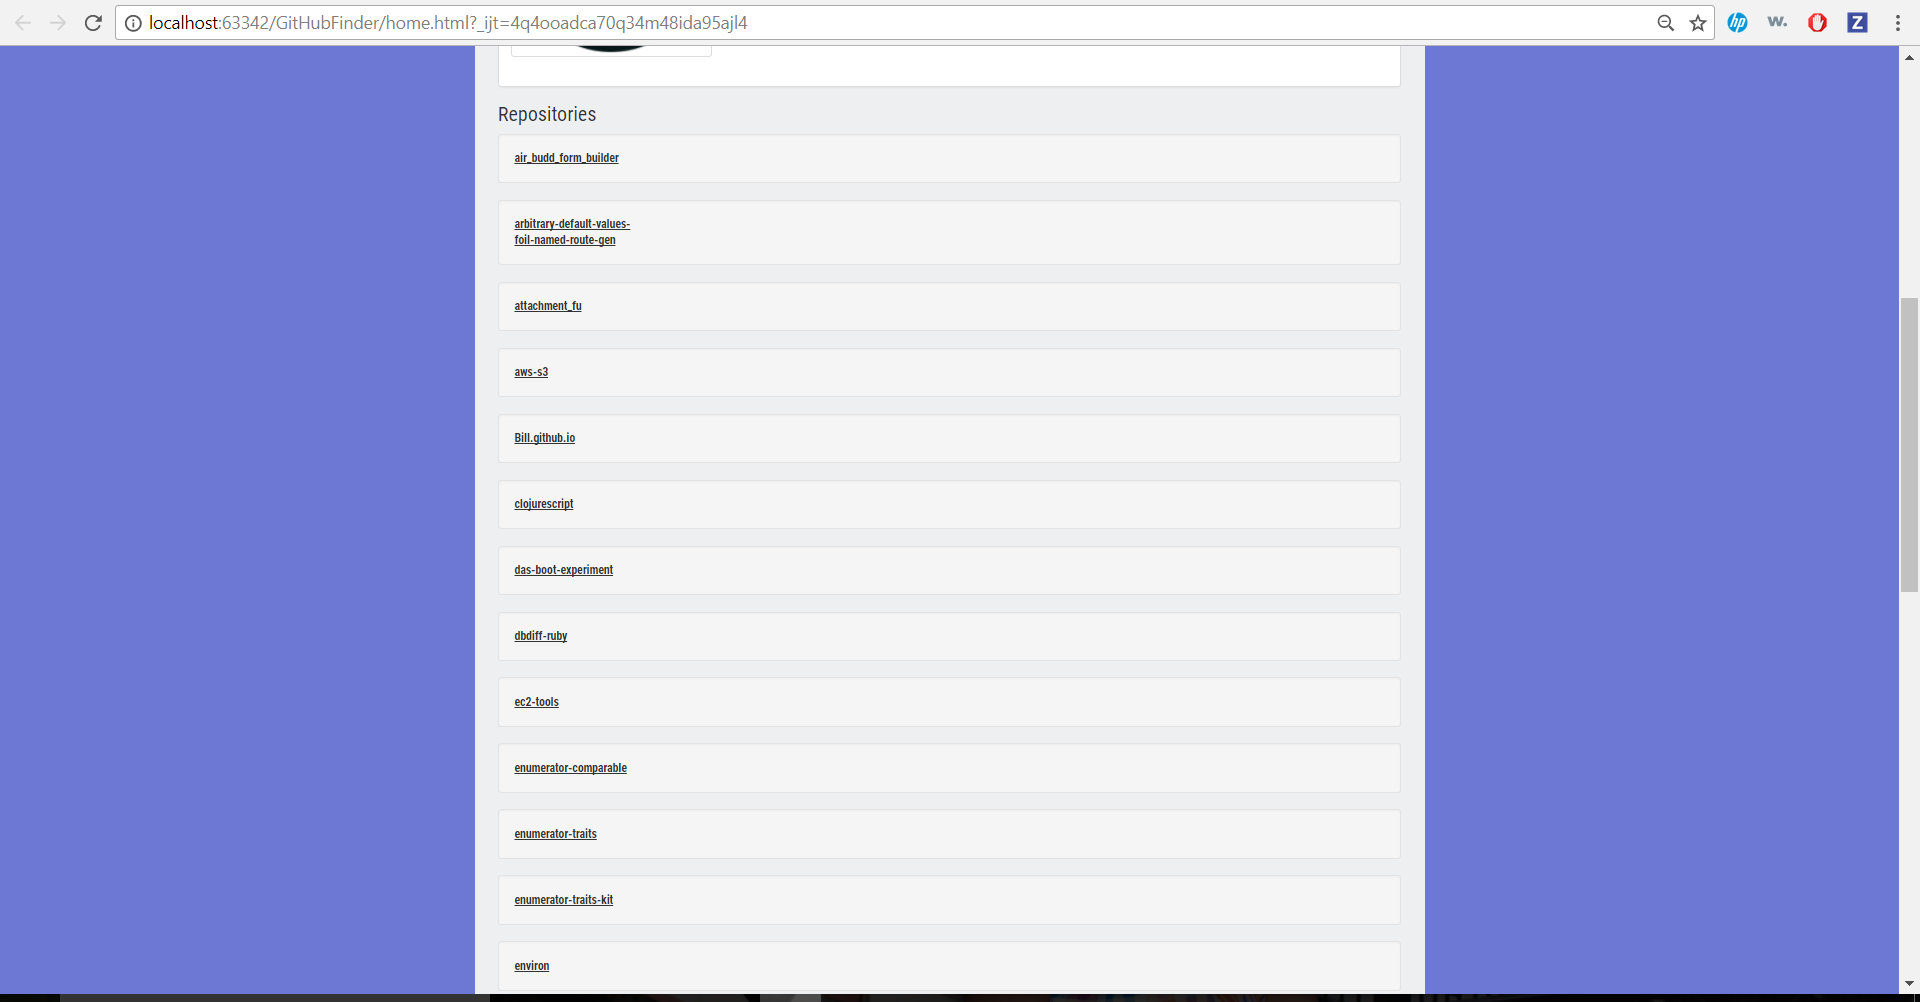 localhost:63342/GitHubFinder/home.html?_ijt=4q4ooadca70q34m48ida95ajl4
hp
w.
Z
Repositories
air_budd_form_builder
arbitrary-default-values-
foil-named-route-gen
attachment_fu
aws-s3
Bill.github.io
clojurescript
das-boot-experiment
dbdiff-ruby
ec2-tools
enumerator-comparable
enumerator-traits
enumerator-traits-kit
environ